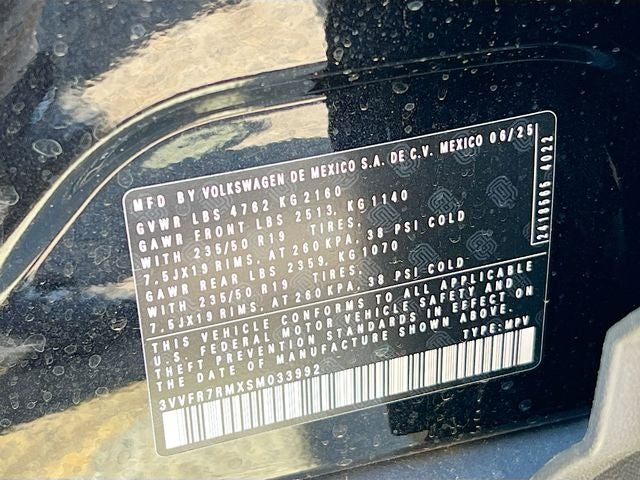 MFD BY VOLKSWAGEN DE MEXICO S.A. DE C.V. MEXICO 06/25
GVWR LBS 4762 KG 2160
GAWR FRONT LBS 2513, KG 1140
WITH 235/50 R19 TIRES,
7.5JX19 RIMS, AT 260 KPA, 38 PSI COLD
GAWR REAR LBS 2359, KG 1070
WITH 235/50 R19 TIRES,
7.5JX19 RIMS, AT 260 KPA, 38 PSI COLD
THIS VEHICLE CONFORMS TO ALL APPLICABLE
U.S. FEDERAL MOTOR VEHICLE SAFETY AND
THEFT PREVENTION STANDARDS IN EFFECT ON
THE DATE OF MANUFACTURE SHOWN ABOVE.
TYPE: MPV
3VVFR7RMXSM033992
2418565 4022